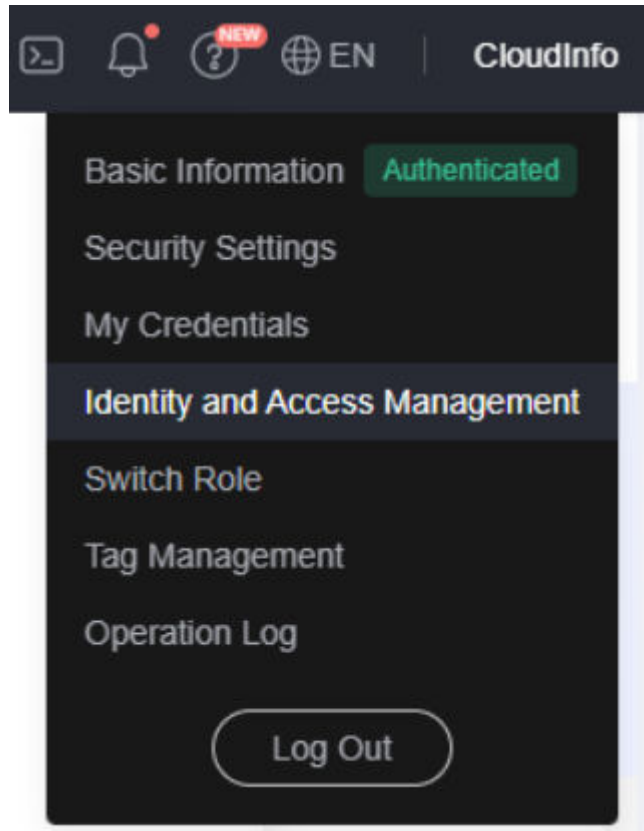 >_ NEW EN CloudInfo
Basic Information Authenticated
Security Settings
My Credentials
Identity and Access Management
Switch Role
Tag Management
Operation Log
Log Out